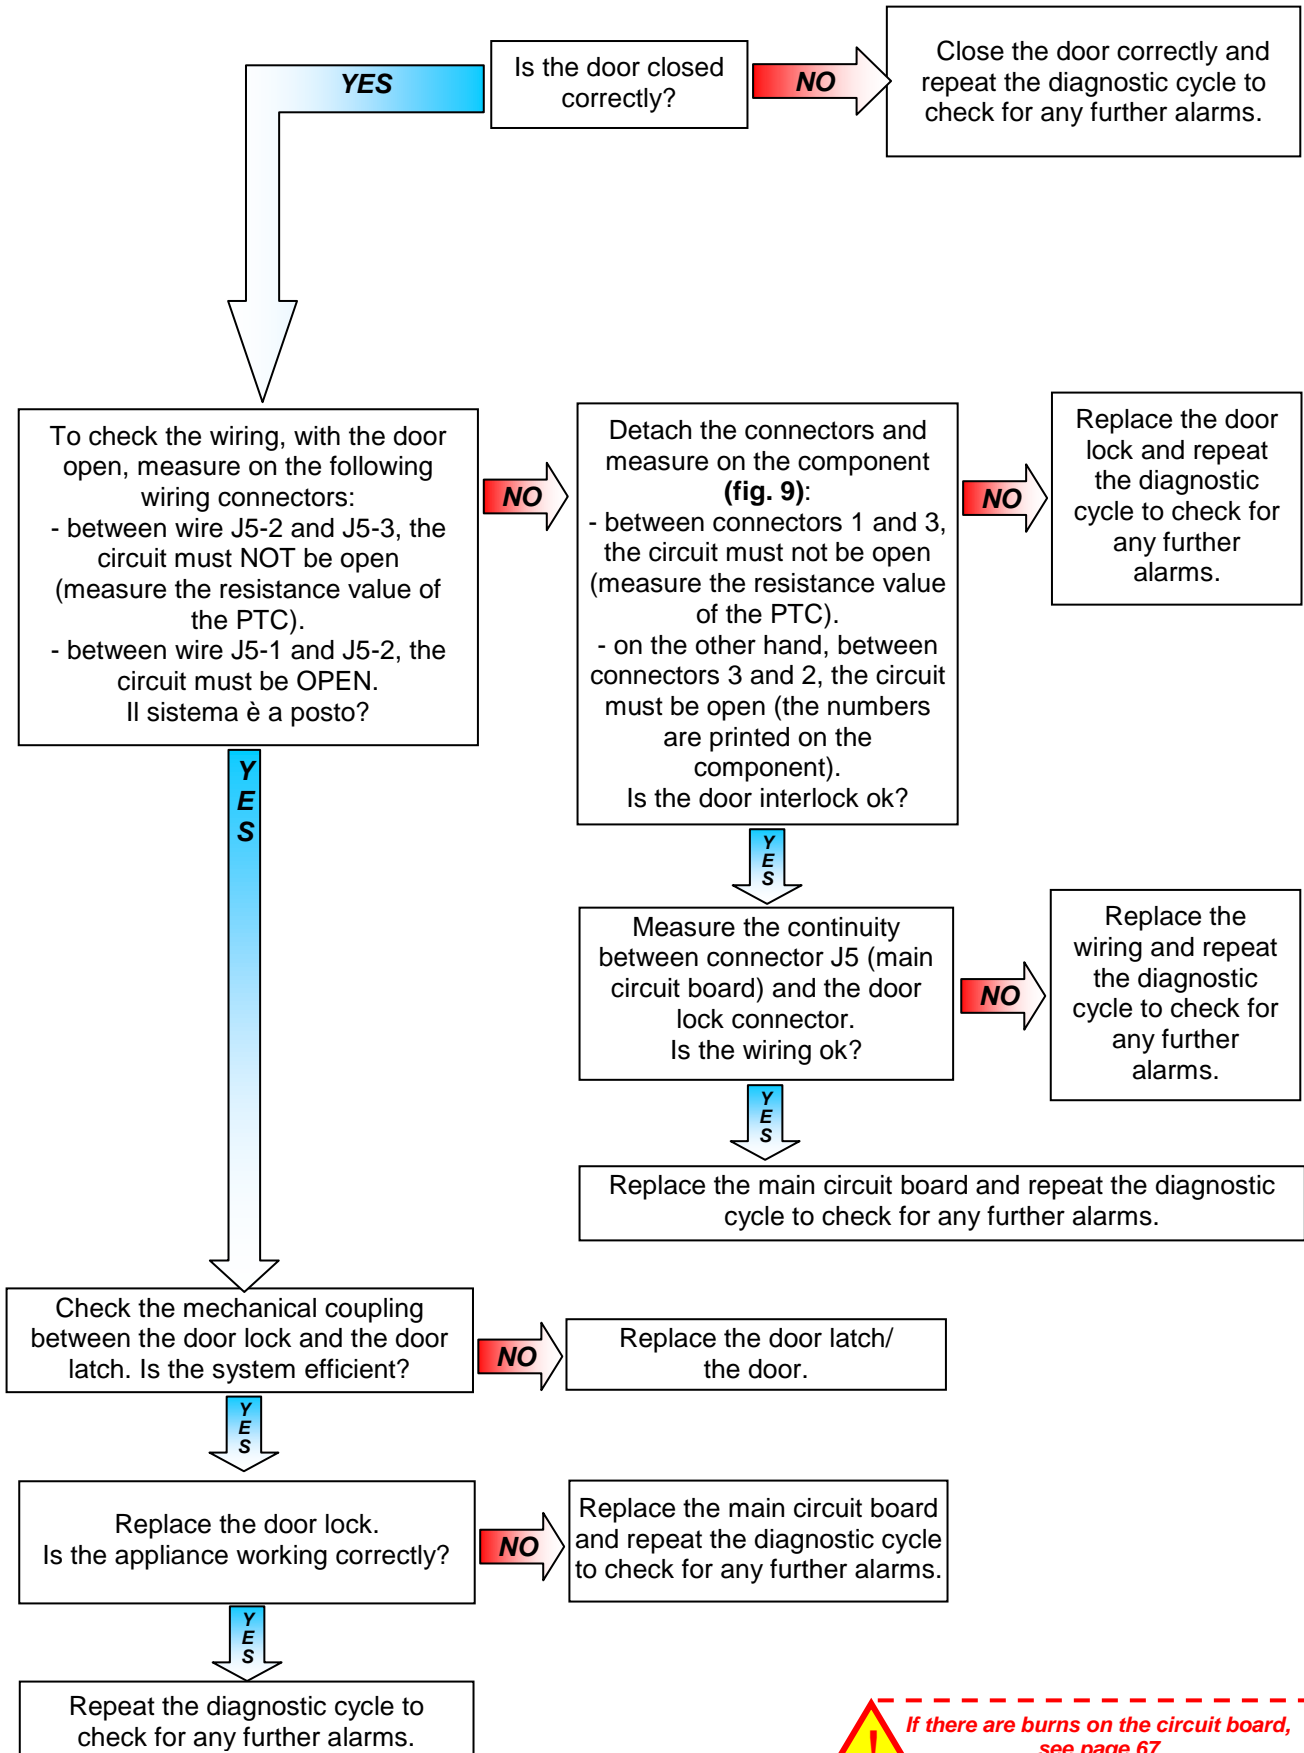 Is the door closed
correctly?
YES
NO
Close the door correctly and
repeat the diagnostic cycle to
check for any further alarms.
To check the wiring, with the door
open, measure on the following
wiring connectors:
- between wire J5-2 and J5-3, the
circuit must NOT be open
(measure the resistance value of
the PTC).
- between wire J5-1 and J5-2, the
circuit must be OPEN.
Il sistema è a posto?
NO
Detach the connectors and
measure on the component
(fig. 9):
- between connectors 1 and 3,
the circuit must not be open
(measure the resistance value
of the PTC).
- on the other hand, between
connectors 3 and 2, the circuit
must be open (the numbers
are printed on the
component).
Is the door interlock ok?
NO
Replace the door
lock and repeat
the diagnostic
cycle to check for
any further
alarms.
YES
YES
Measure the continuity
between connector J5 (main
circuit board) and the door
lock connector.
Is the wiring ok?
NO
Replace the
wiring and repeat
the diagnostic
cycle to check for
any further
alarms.
YES
Replace the main circuit board and repeat the diagnostic
cycle to check for any further alarms.
Check the mechanical coupling
between the door lock and the door
latch. Is the system efficient?
NO
Replace the door latch/
the door.
YES
Replace the door lock.
Is the appliance working correctly?
NO
Replace the main circuit board
and repeat the diagnostic cycle
to check for any further alarms.
YES
Repeat the diagnostic cycle to
check for any further alarms.
!
If there are burns on the circuit board,
see page 67